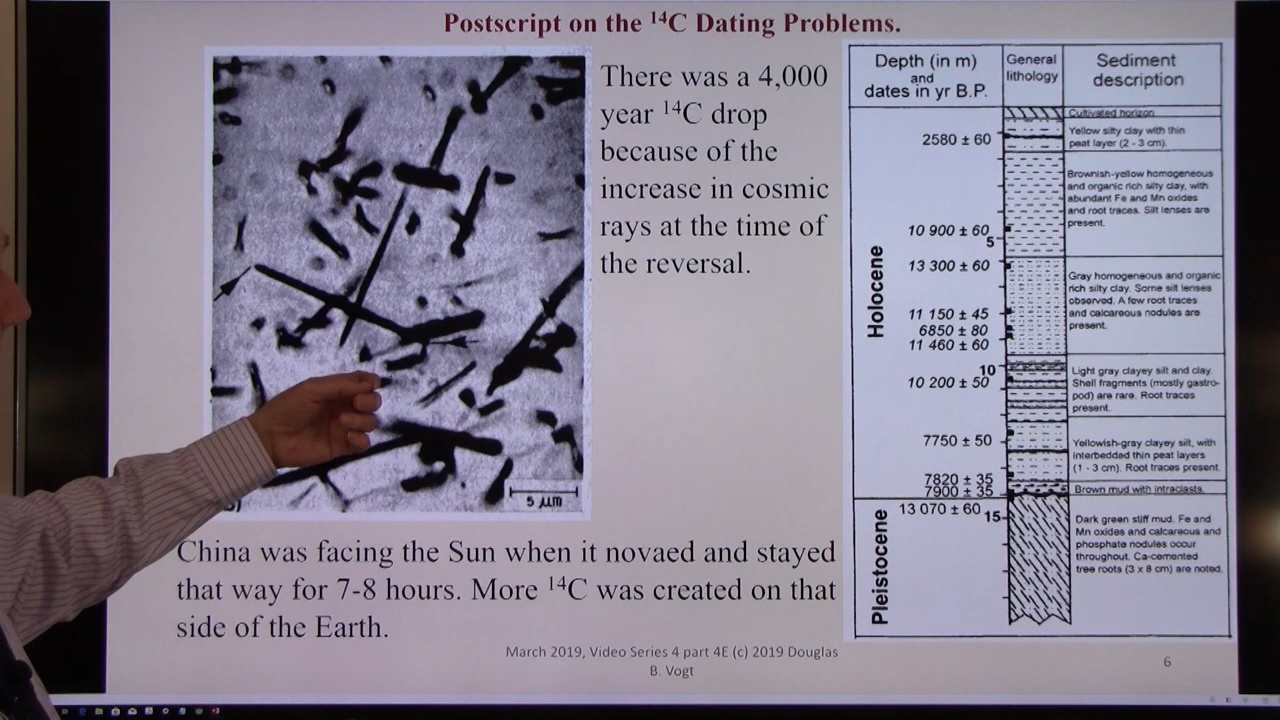 Postscript on the ¹⁴C Dating Problems.
There was a 4,000
year ¹⁴C drop
because of the
increase in cosmic
rays at the time of
the reversal.
5 µm
China was facing the Sun when it novaed and stayed
that way for 7-8 hours. More ¹⁴C was created on that
side of the Earth.
Depth (in m)
and
dates in yr B.P.
General
lithology
Sediment
description
Holocene
Pleistocene
2580 ± 60
10 900 ± 60
5
13 300 ± 60
11 150 ± 45
6850 ± 80
11 460 ± 60
10
10 200 ± 50
7750 ± 50
7820 ± 35
7900 ± 35
13 070 ± 60
15
Cultivated horizon
Yellow silty clay with thin
peat layer (2 - 3 cm).
Brownish-yellow homogeneous
and organic rich silty clay, with
abundant Fe and Mn oxides
and root traces. Silt lenses are
present.
Gray homogeneous and organic
rich silty clay. Some silt lenses
observed. A few root traces
and calcareous nodules are
present.
Light gray clayey silt and clay.
Shell fragments (mostly gastro-
pod) are rare. Root traces
present.
Yellowish-gray clayey silt, with
interbedded thin peat layers
(1 - 3 cm). Root traces present
Brown mud with intraclasts.
Dark green stiff mud. Fe and
Mn oxides and calcareous and
phosphate nodules occur
throughout. Ca-cemented
tree roots (3 x 8 cm) are noted.
March 2019, Video Series 4 part 4E (c) 2019 Douglas
B. Vogt
6